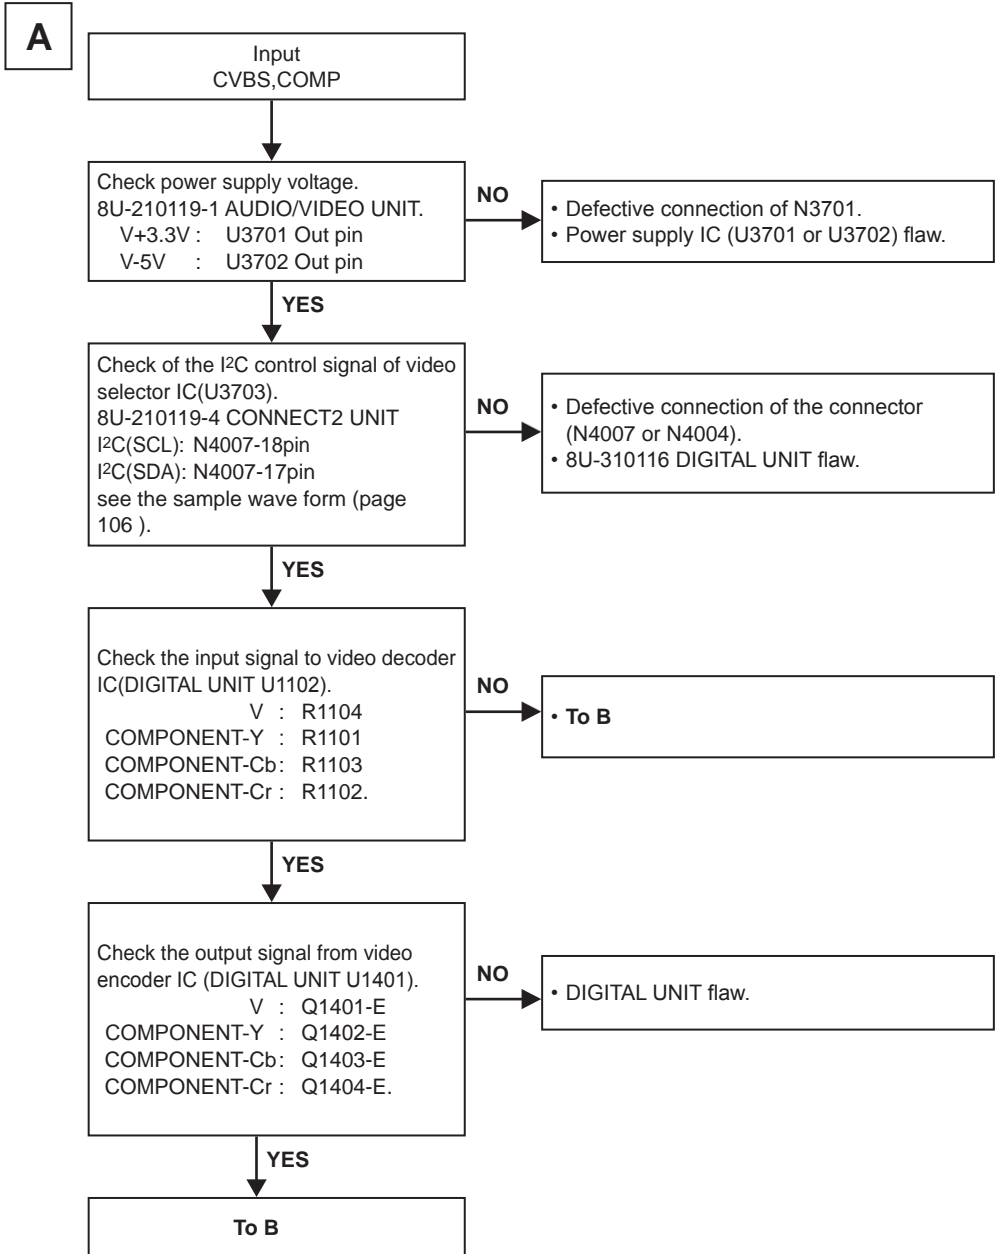 A
Input
CVBS,COMP
Check power supply voltage.
8U-210119-1 AUDIO/VIDEO UNIT.
V+3.3V : U3701 Out pin
V-5V : U3702 Out pin
NO
• Defective connection of N3701.
• Power supply IC (U3701 or U3702) flaw.
YES
Check of the I2C control signal of video
selector IC(U3703).
8U-210119-4 CONNECT2 UNIT
I2C(SCL): N4007-18pin
I2C(SDA): N4007-17pin
see the sample wave form (page
106 ).
NO
• Defective connection of the connector
(N4007 or N4004).
• 8U-310116 DIGITAL UNIT flaw.
YES
Check the input signal to video decoder
IC(DIGITAL UNIT U1102).
V : R1104
COMPONENT-Y : R1101
COMPONENT-Cb : R1103
COMPONENT-Cr : R1102.
NO
• To B
YES
Check the output signal from video
encoder IC (DIGITAL UNIT U1401).
V : Q1401-E
COMPONENT-Y : Q1402-E
COMPONENT-Cb : Q1403-E
COMPONENT-Cr : Q1404-E.
NO
• DIGITAL UNIT flaw.
YES
To B